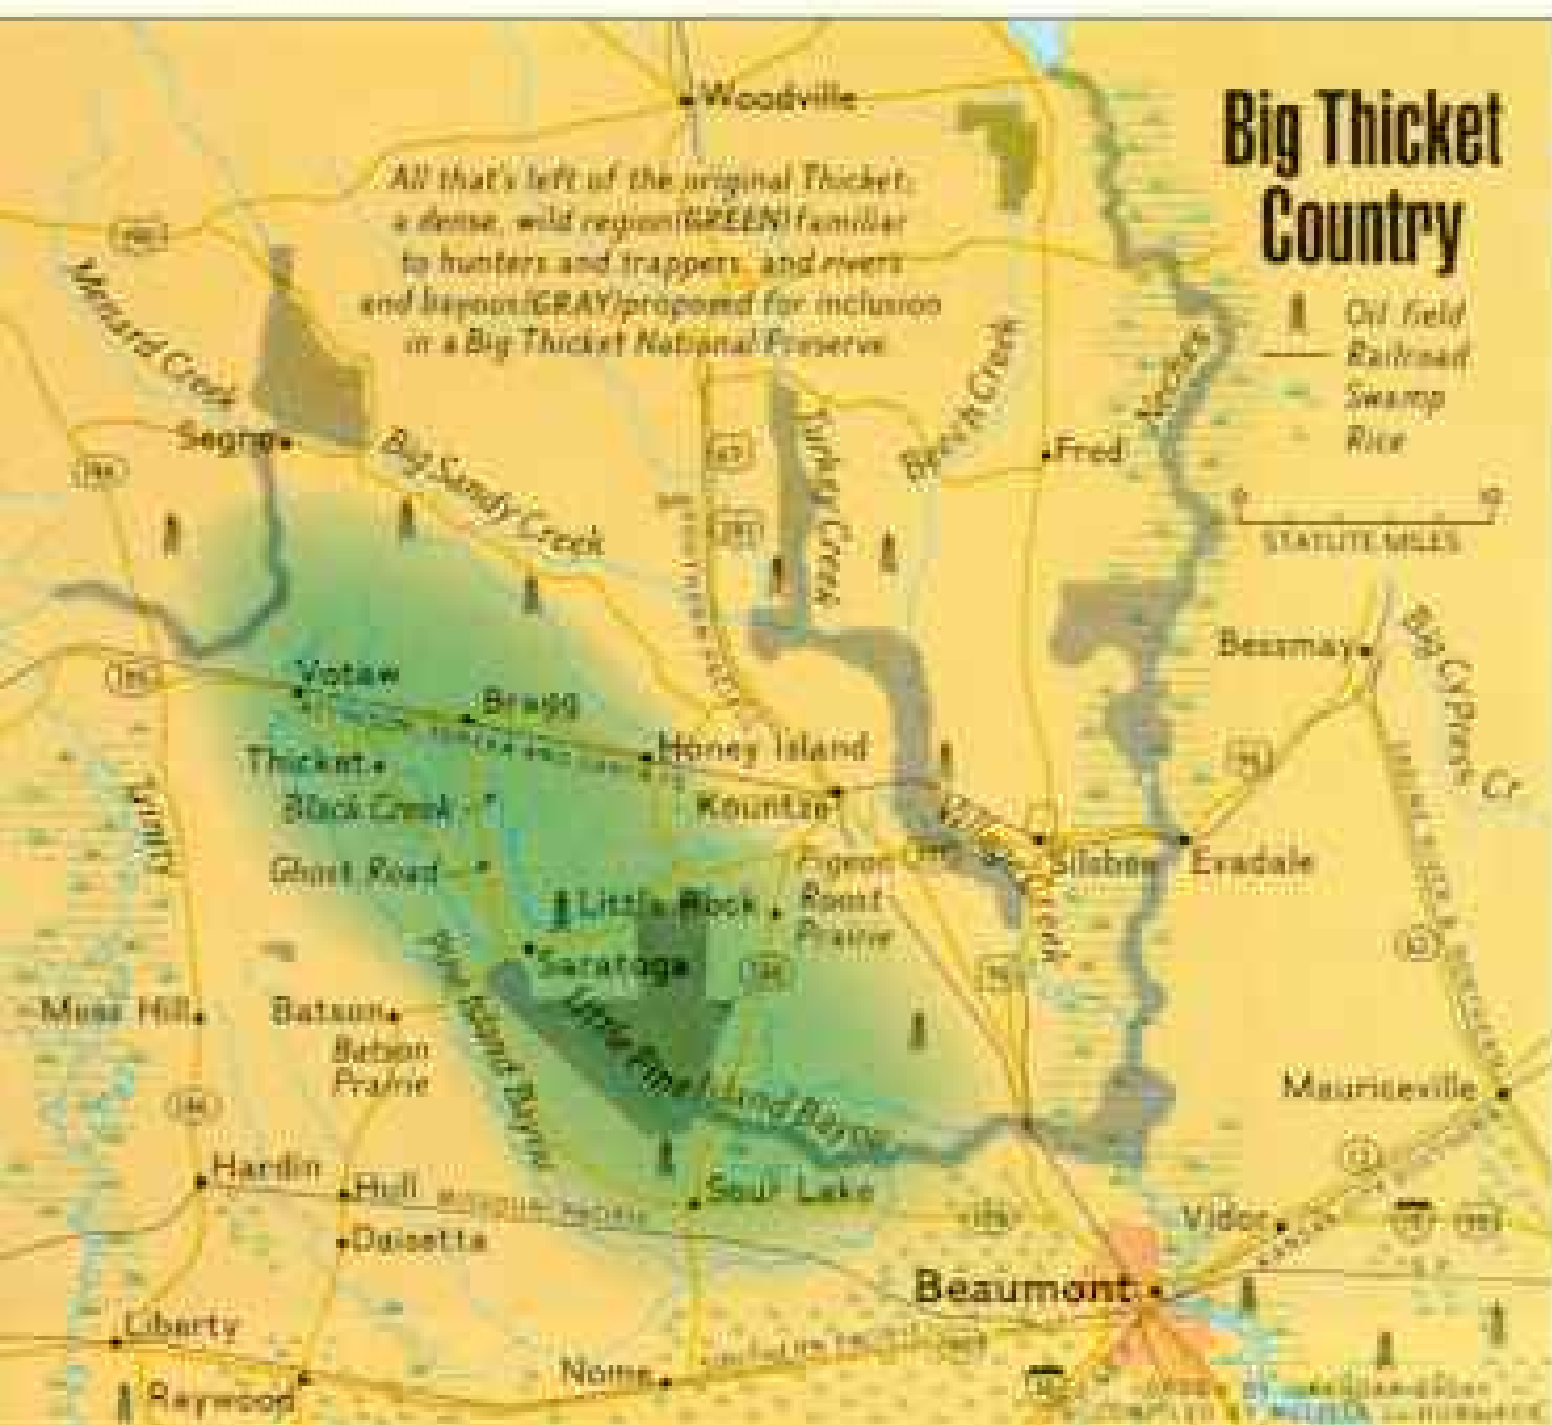 Woodville
Big Thicket
Country
All that's left of the original Thicket,
a dense, wild region (GREEN) familiar
to hunters and trappers, and rivers
and bayous (GRAY) proposed for inclusion
in a Big Thicket National Preserve
Oil field
Railroad
Swamp
Rice
0 10
STATUTE MILES
Menard Creek
Segno
Big Sandy Creek
Turkey Creek
Beech Creek
Fred
Neches
Bessmay
Big Cypress Cr
Votaw
Bragg
Honey Island
Thicket
Black Creek
Kountze
Ghost Road
Pigeon
Roost
Prairie
Silsbee
Evadale
Little Rock
Saratoga
Trinity
Moss Hill
Batson
Batson
Prairie
Pine Island Bayou
Little Pine Island Bayou
Mauriceville
Hardin
Hull
MISSOURI PACIFIC
Sour Lake
Daisetta
Vidor
Beaumont
Liberty
Nome
Raywood